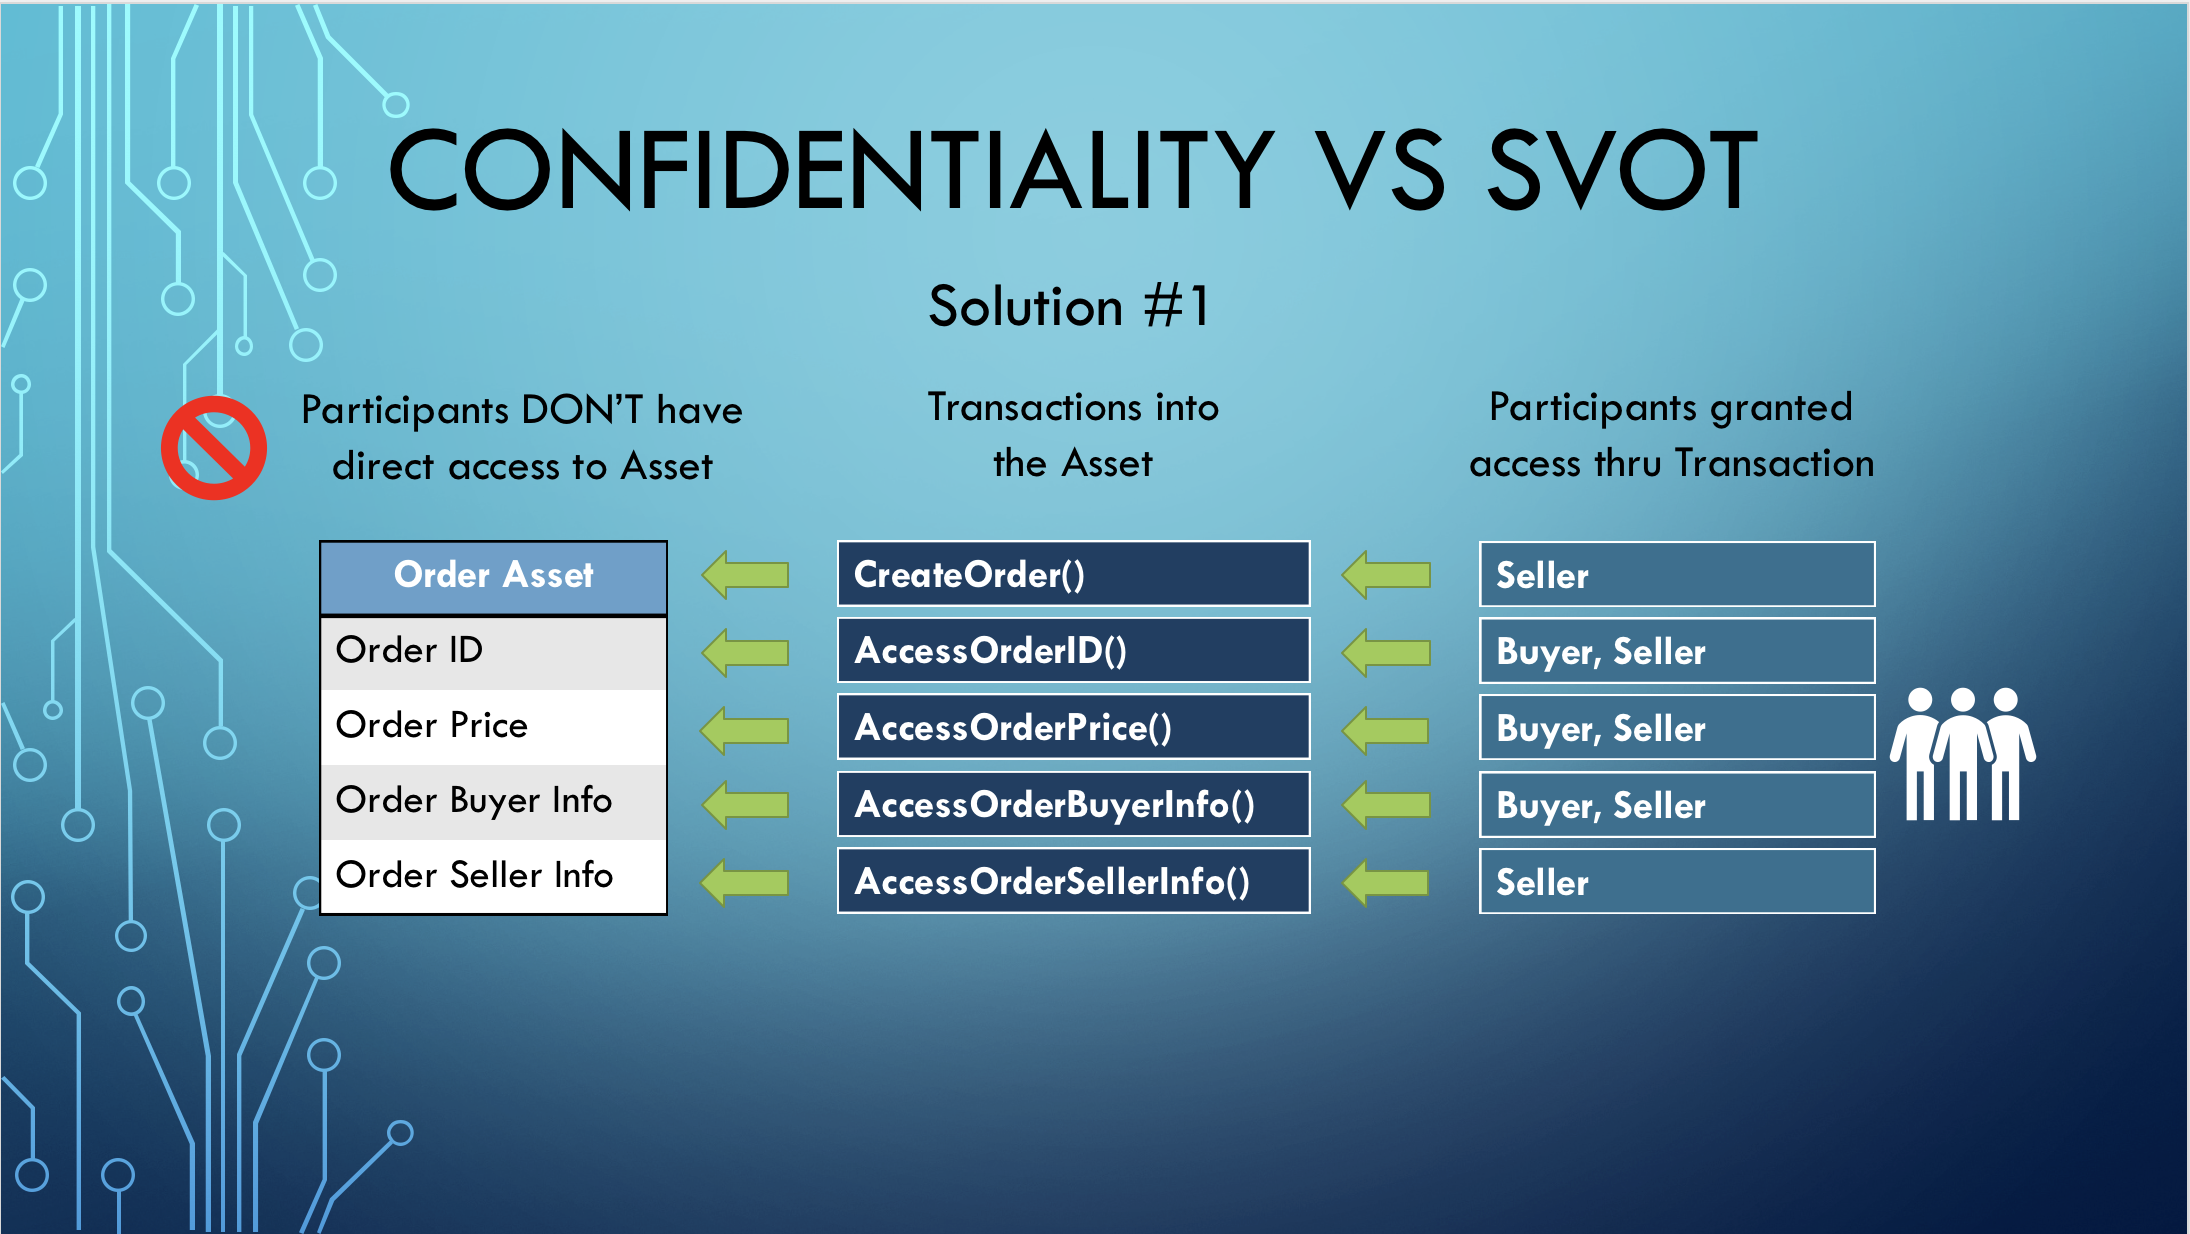 CONFIDENTIALITY VS SVOT
Solution #1
Participants DON’T have
direct access to Asset
Transactions into
the Asset
Participants granted
access thru Transaction
Order Asset
CreateOrder()
Seller
Order ID
AccessOrderID()
Buyer, Seller
Order Price
AccessOrderPrice()
Buyer, Seller
Order Buyer Info
AccessOrderBuyerInfo()
Buyer, Seller
Order Seller Info
AccessOrderSellerInfo()
Seller